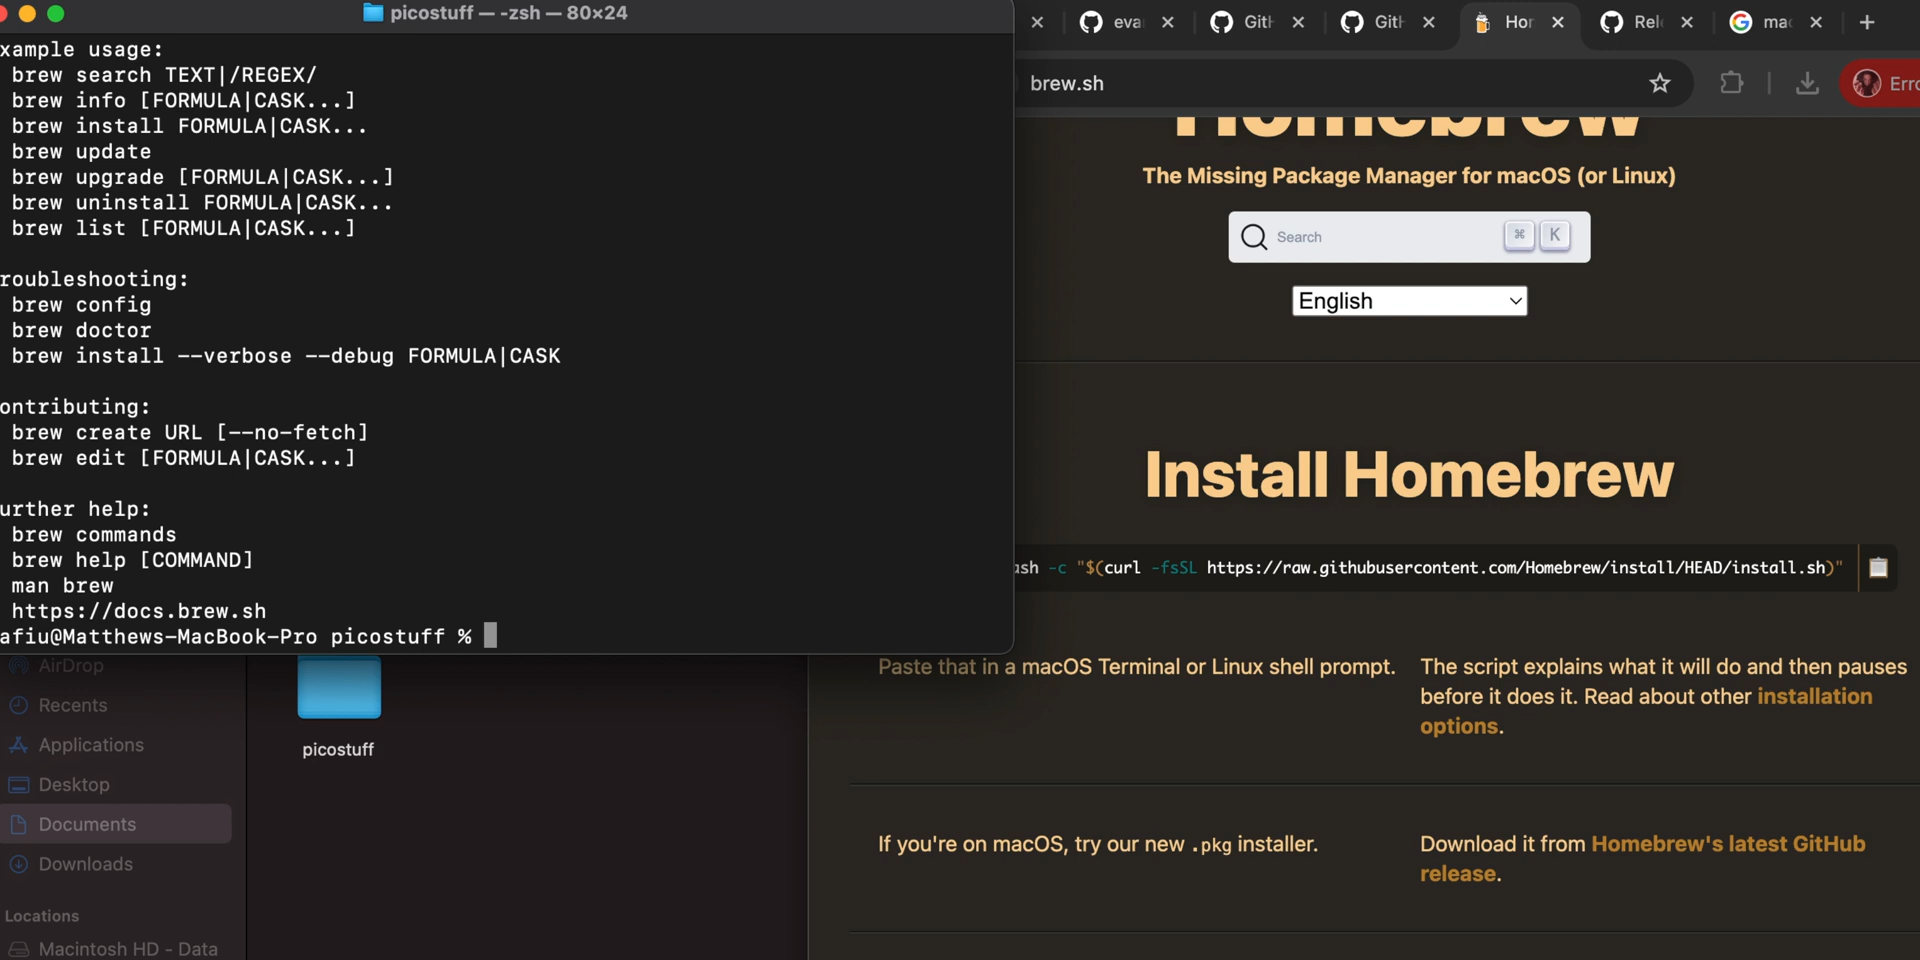 picostuff — -zsh — 80×24
xample usage:
brew search TEXT|/REGEX/
brew info [FORMULA|CASK...]
brew install FORMULA|CASK...
brew update
brew upgrade [FORMULA|CASK...]
brew uninstall FORMULA|CASK...
brew list [FORMULA|CASK...]
roubleshooting:
brew config
brew doctor
brew install --verbose --debug FORMULA|CASK
ontributing:
brew create URL [--no-fetch]
brew edit [FORMULA|CASK...]
urther help:
brew commands
brew help [COMMAND]
man brew
https://docs.brew.sh
afiu@Matthews-MacBook-Pro picostuff %
AirDrop
Recents
Applications
Desktop
Documents
Downloads
Locations
Macintosh HD - Data
picostuff
eva
Git
Git
Hor
Rel
mac
brew.sh
Erro
Homebrew
The Missing Package Manager for macOS (or Linux)
Search
⌘ K
English
Install Homebrew
ash -c "$(curl -fsSL https://raw.githubusercontent.com/Homebrew/install/HEAD/install.sh)"
Paste that in a macOS Terminal or Linux shell prompt.
The script explains what it will do and then pauses
before it does it. Read about other installation
options.
If you're on macOS, try our new .pkg installer.
Download it from Homebrew's latest GitHub
release.